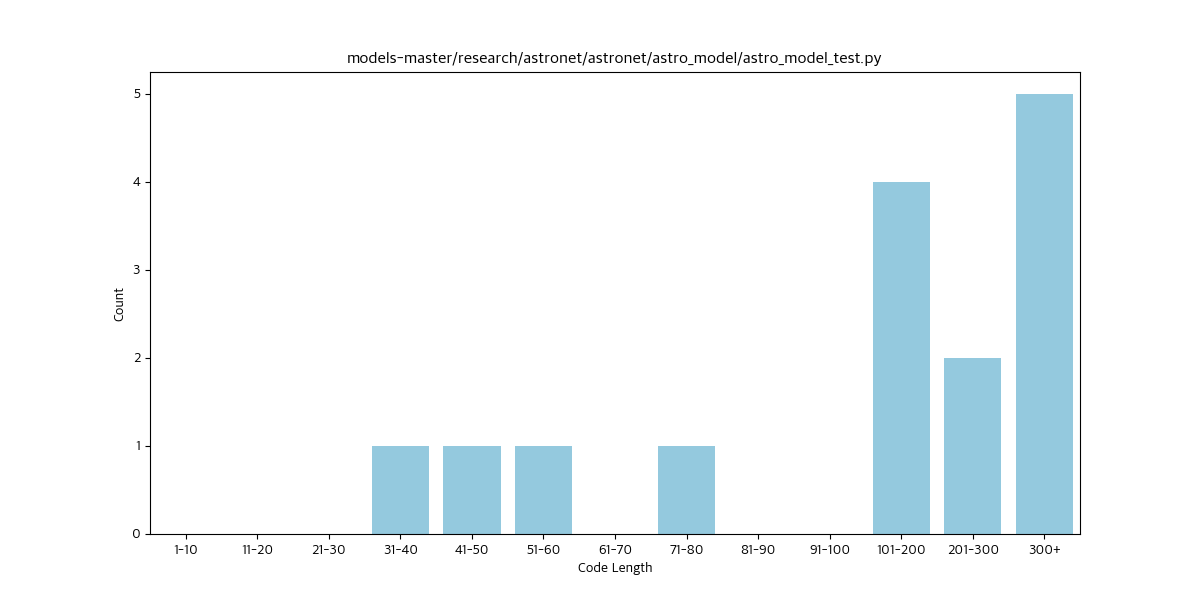 models-master/research/astronet/astronet/astro_model/astro_model_test.py
5
4
3
2
1
0
Count
1-10 11-20 21-30 31-40 41-50 51-60 61-70 71-80 81-90 91-100 101-200 201-300 300+
Code Length